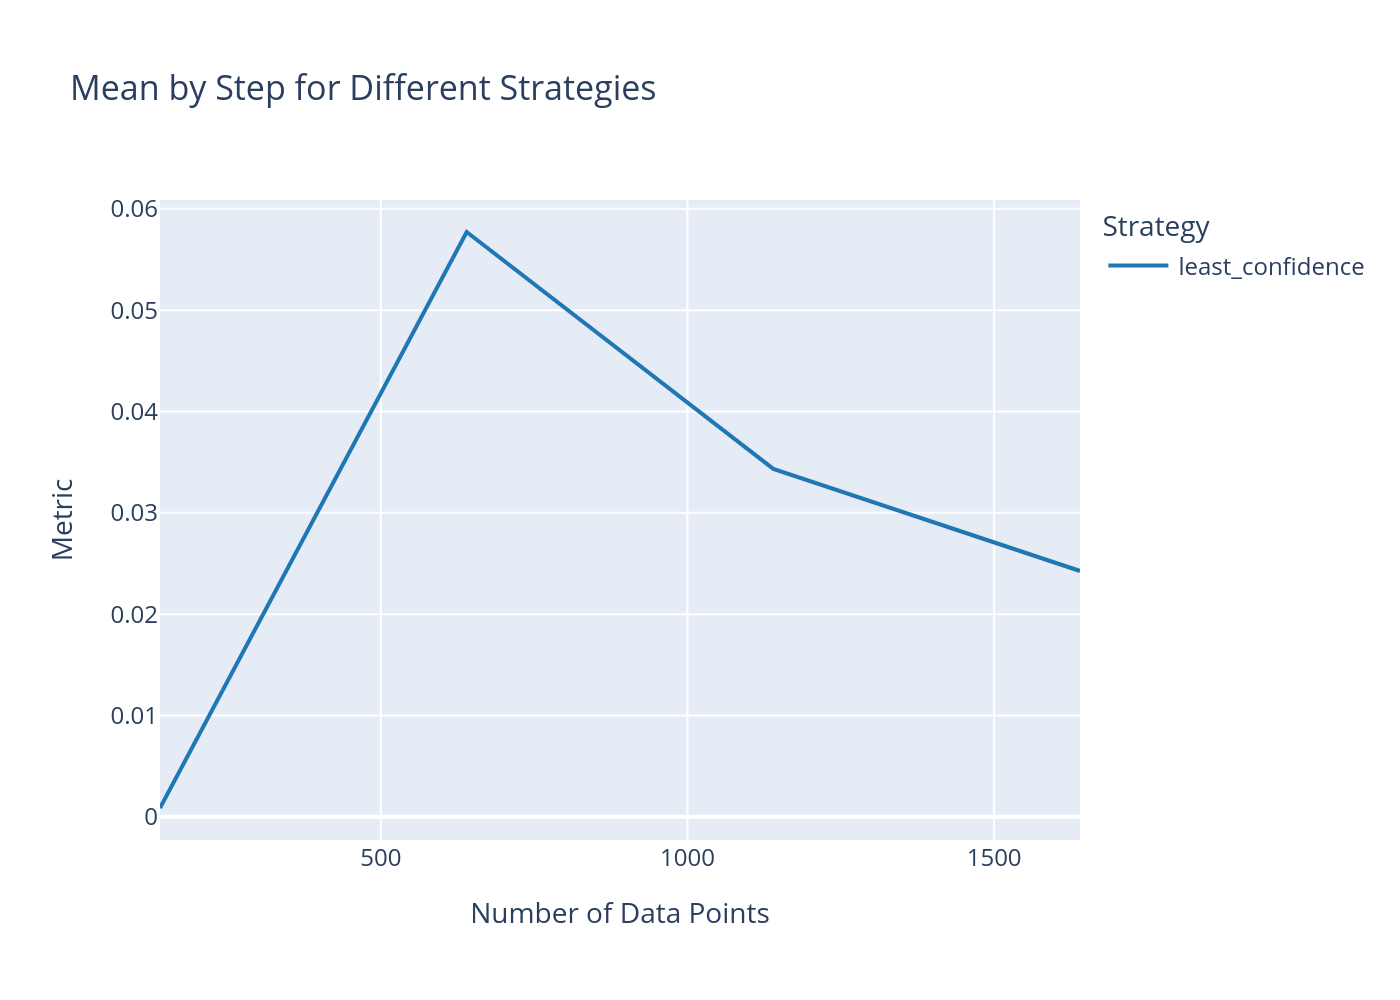 Mean by Step for Different Strategies
Strategy
least_confidence
0.06
0.05
0.04
0.03
0.02
0.01
0
Metric
500 1000 1500
Number of Data Points